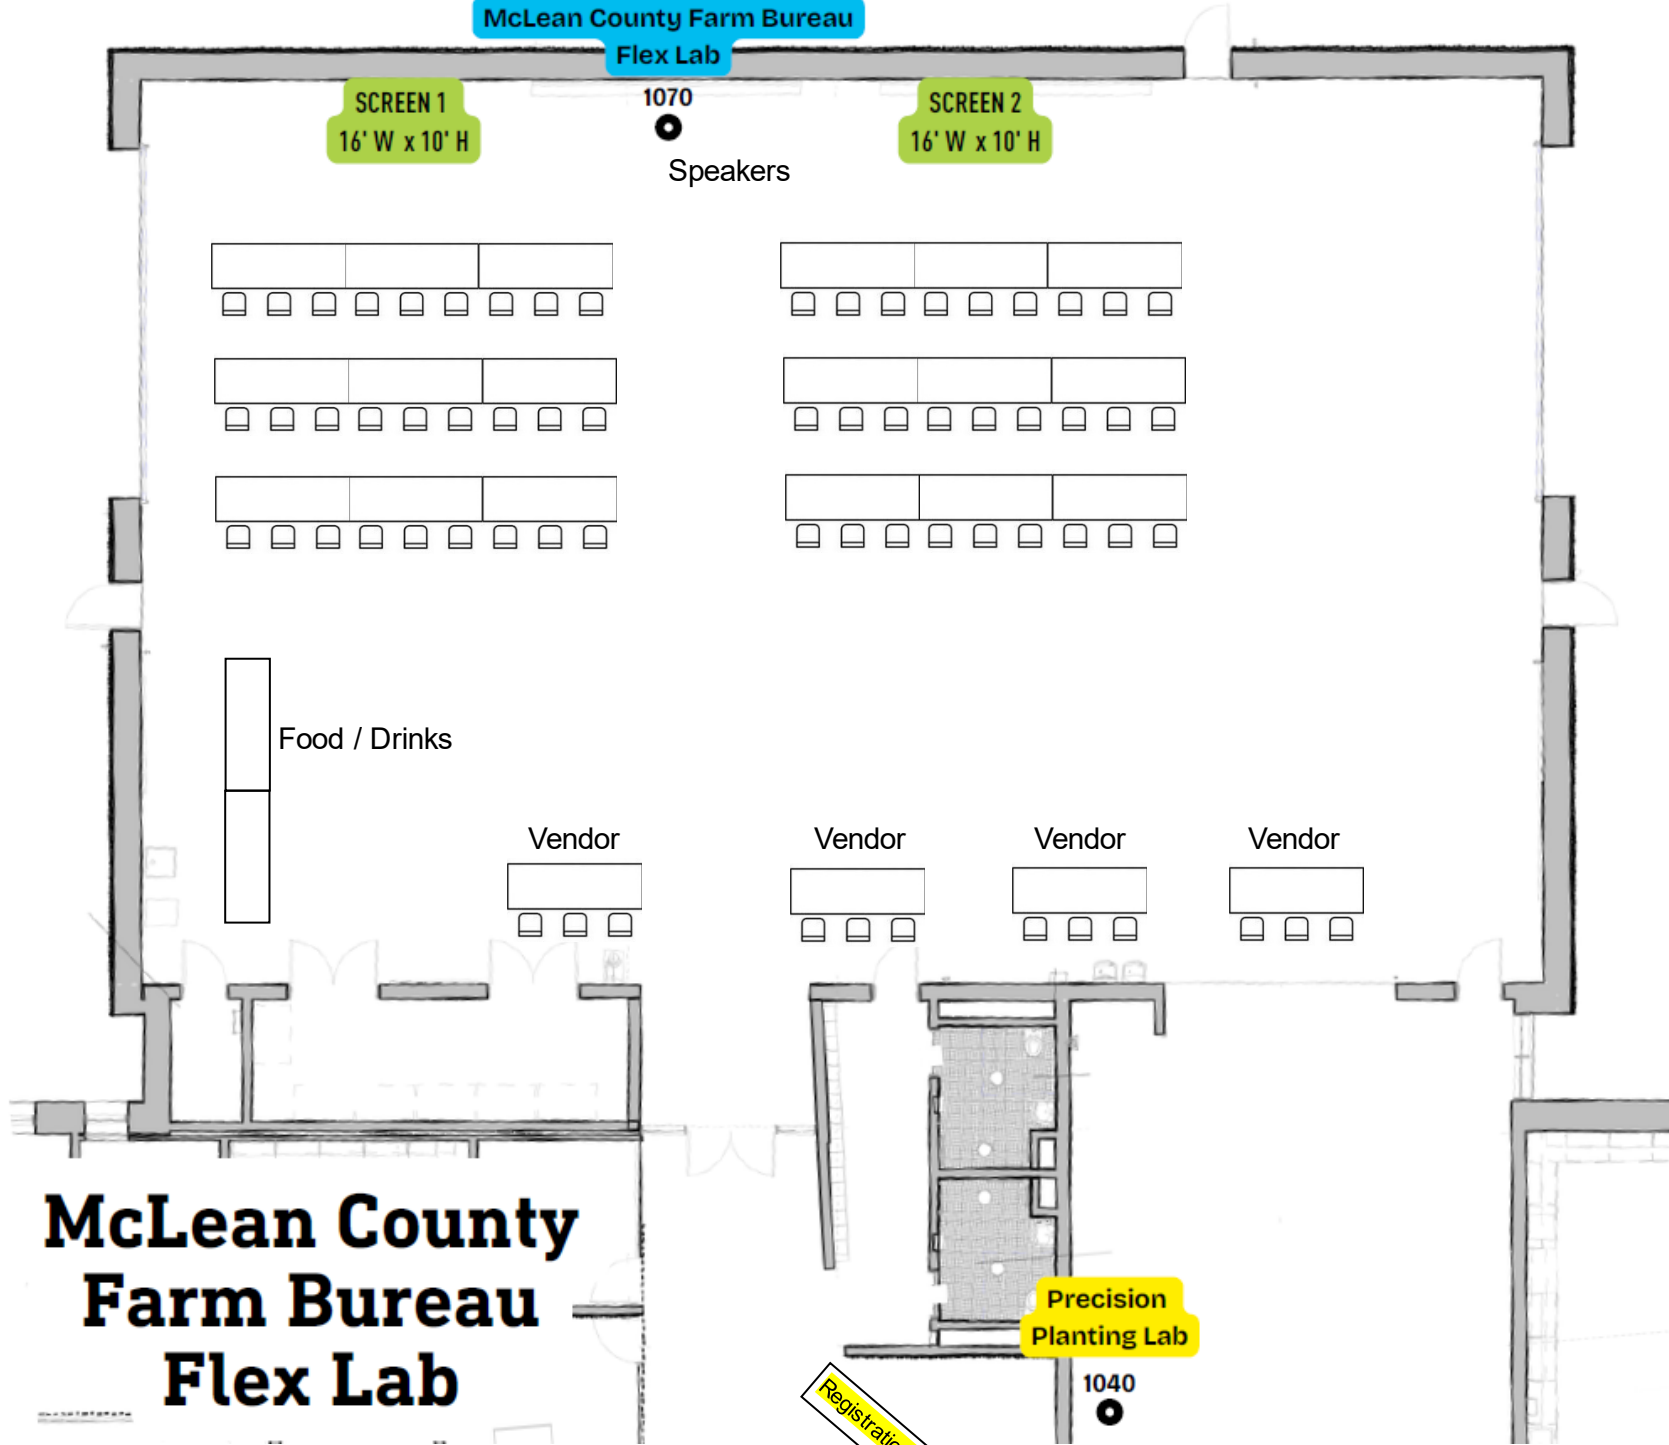 McLean County Farm Bureau
Flex Lab
SCREEN 1
16' W x 10' H
1070
Speakers
SCREEN 2
16' W x 10' H
Food / Drinks
Vendor
Vendor
Vendor
Vendor
McLean County
Farm Bureau
Flex Lab
Precision
Planting Lab
1040